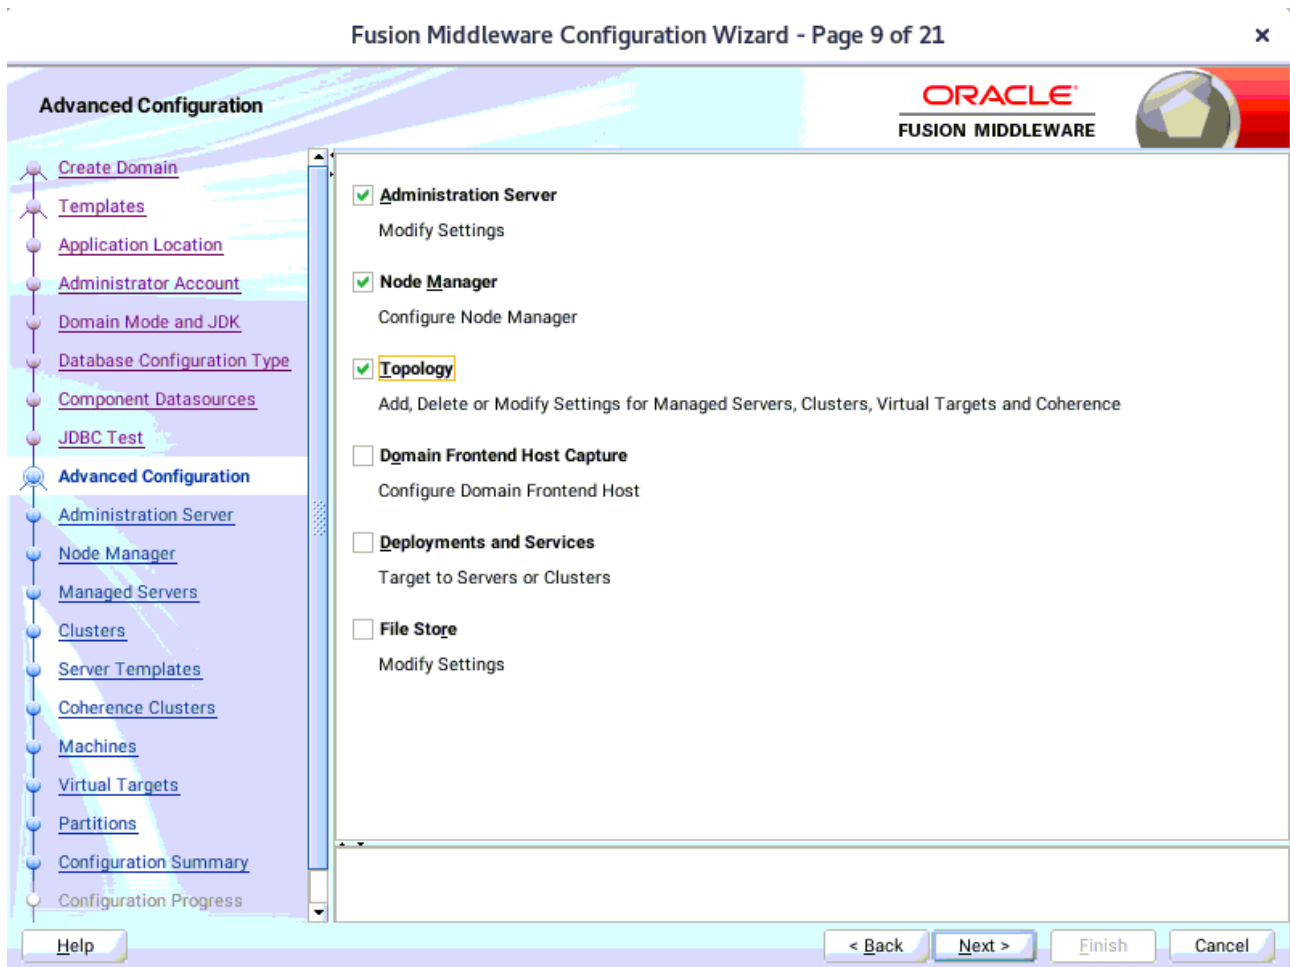 Fusion Middleware Configuration Wizard - Page 9 of 21
Advanced Configuration
ORACLE
FUSION MIDDLEWARE
Create Domain
Templates
Application Location
Administrator Account
Domain Mode and JDK
Database Configuration Type
Component Datasources
JDBC Test
Advanced Configuration
Administration Server
Node Manager
Managed Servers
Clusters
Server Templates
Coherence Clusters
Machines
Virtual Targets
Partitions
Configuration Summary
Configuration Progress
Administration Server
Modify Settings
Node Manager
Configure Node Manager
Topology
Add, Delete or Modify Settings for Managed Servers, Clusters, Virtual Targets and Coherence
Domain Frontend Host Capture
Configure Domain Frontend Host
Deployments and Services
Target to Servers or Clusters
File Store
Modify Settings
Help
< Back
Next >
Finish
Cancel